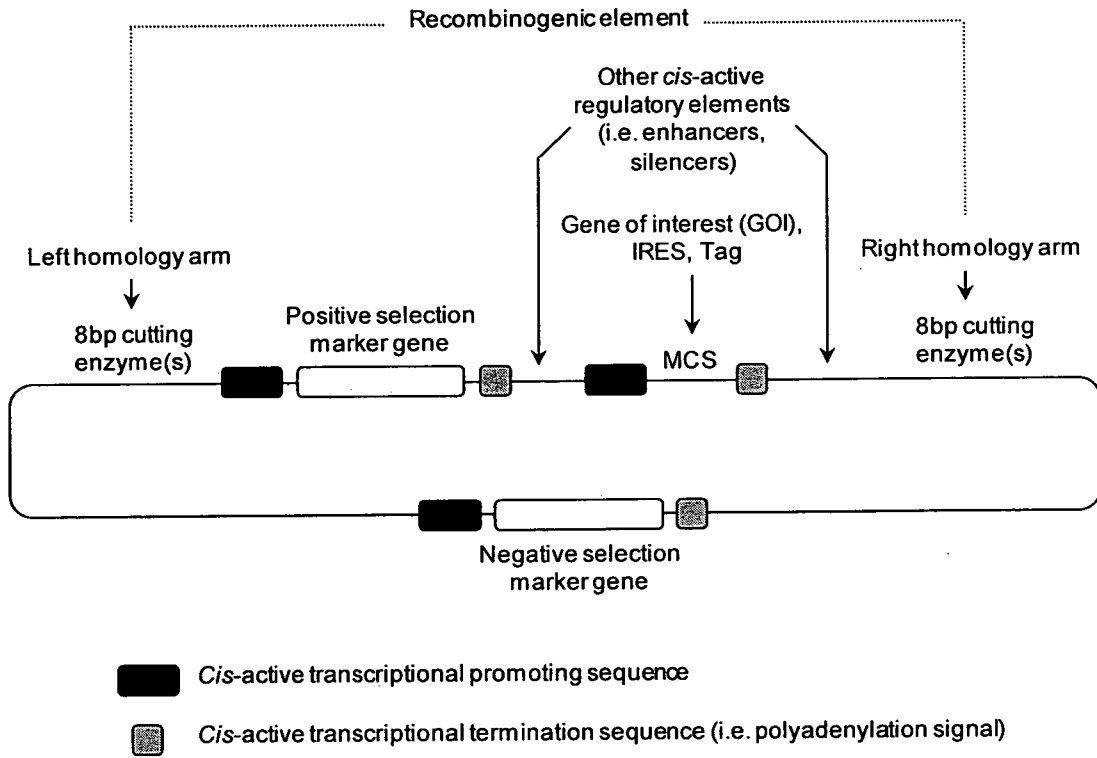 Recombinogenic element
Other cis-active
regulatory elements
(i.e. enhancers,
silencers)
Gene of interest (GOI),
IRES, Tag
Left homology arm
Right homology arm
8bp cutting
enzyme(s)
Positive selection
marker gene
MCS
8bp cutting
enzyme(s)
Negative selection
marker gene
Cis-active transcriptional promoting sequence
Cis-active transcriptional termination sequence (i.e. polyadenylation signal)